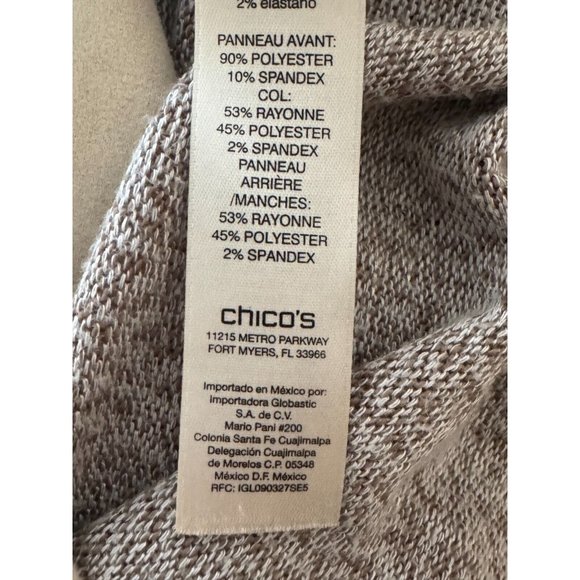 2% elastano
PANNEAU AVANT:
90% POLYESTER
10% SPANDEX
COL:
53% RAYONNE
45% POLYESTER
2% SPANDEX
PANNEAU
ARRIÈRE
/MANCHES:
53% RAYONNE
45% POLYESTER
2% SPANDEX
chico's
11215 METRO PARKWAY
FORT MYERS, FL 33966
Importado en México por:
Importadora Globastic
S.A. de C.V.
Mario Pani #200
Colonia Santa Fe Cuajimalpa
Delegación Cuajimalpa
de Morelos C.P. 05348
México D.F. México
RFC: IGL090327SE5